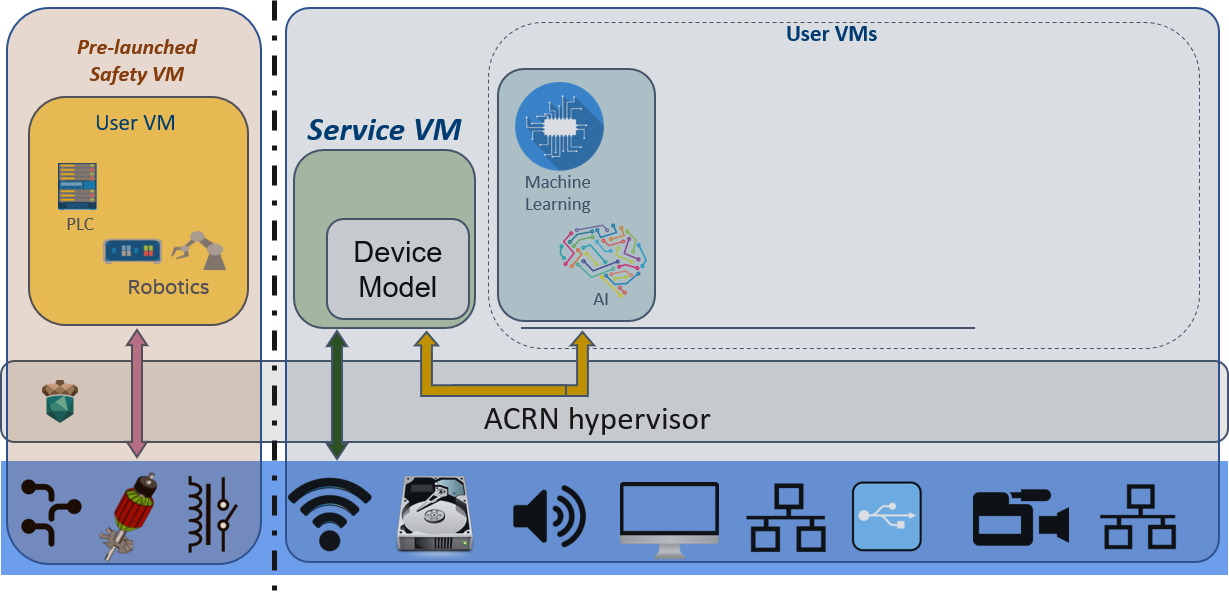 Pre-launched
Safety VM
User VM
PLC
Robotics
Service VM
Device
Model
User VMs
Machine
Learning
AI
ACRN hypervisor